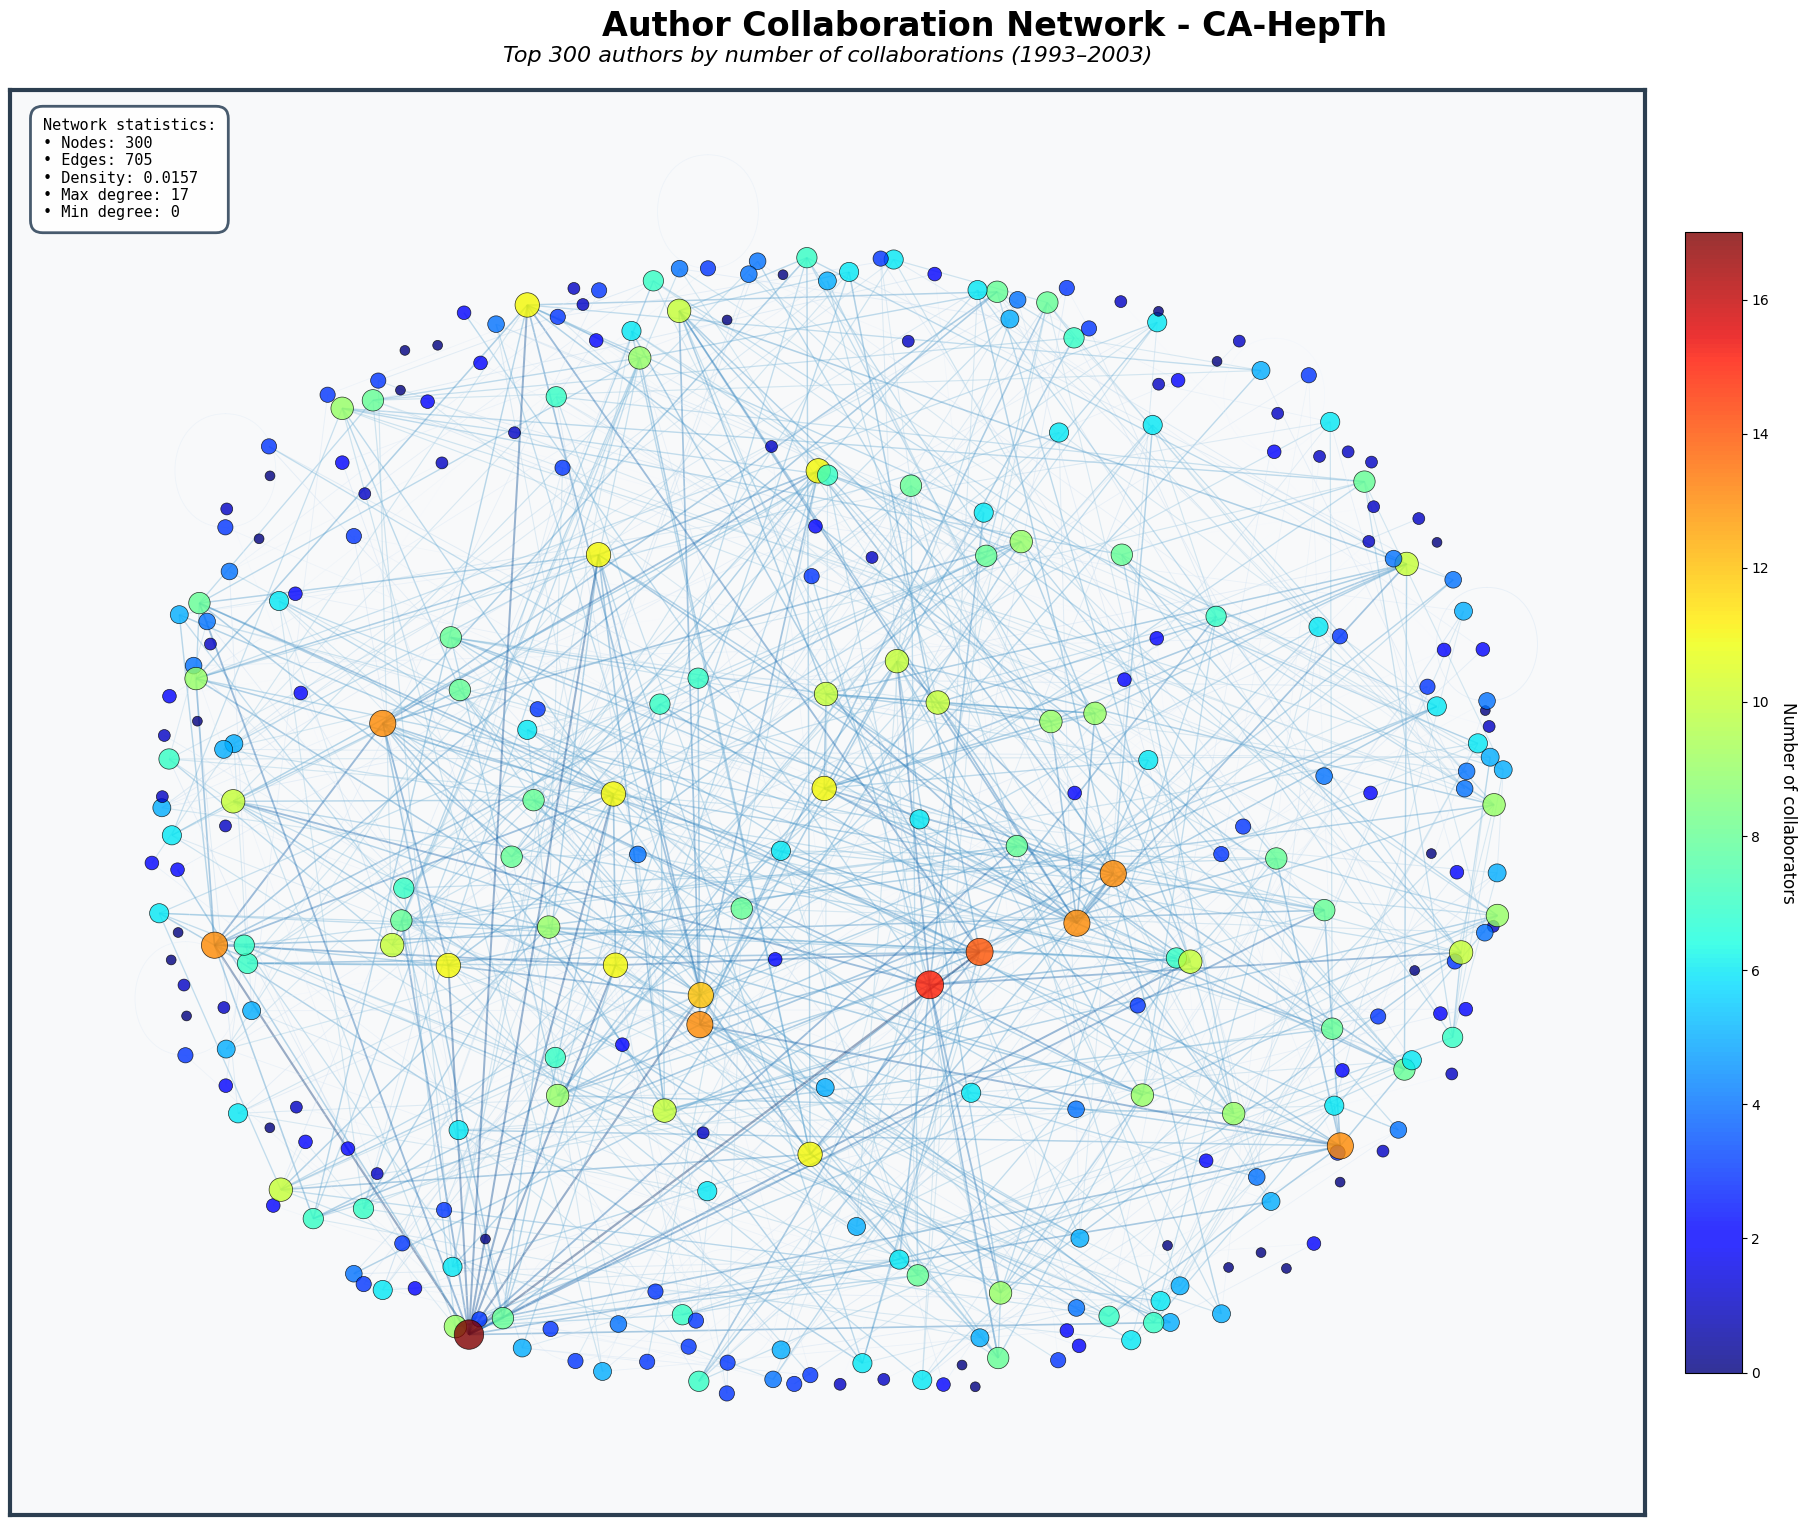 Author Collaboration Network - CA-HepTh
Top 300 authors by number of collaborations (1993–2003)
Network statistics:
• Nodes: 300
• Edges: 705
• Density: 0.0157
• Max degree: 17
• Min degree: 0
16
14
12
10
8
6
4
2
0
Number of collaborators